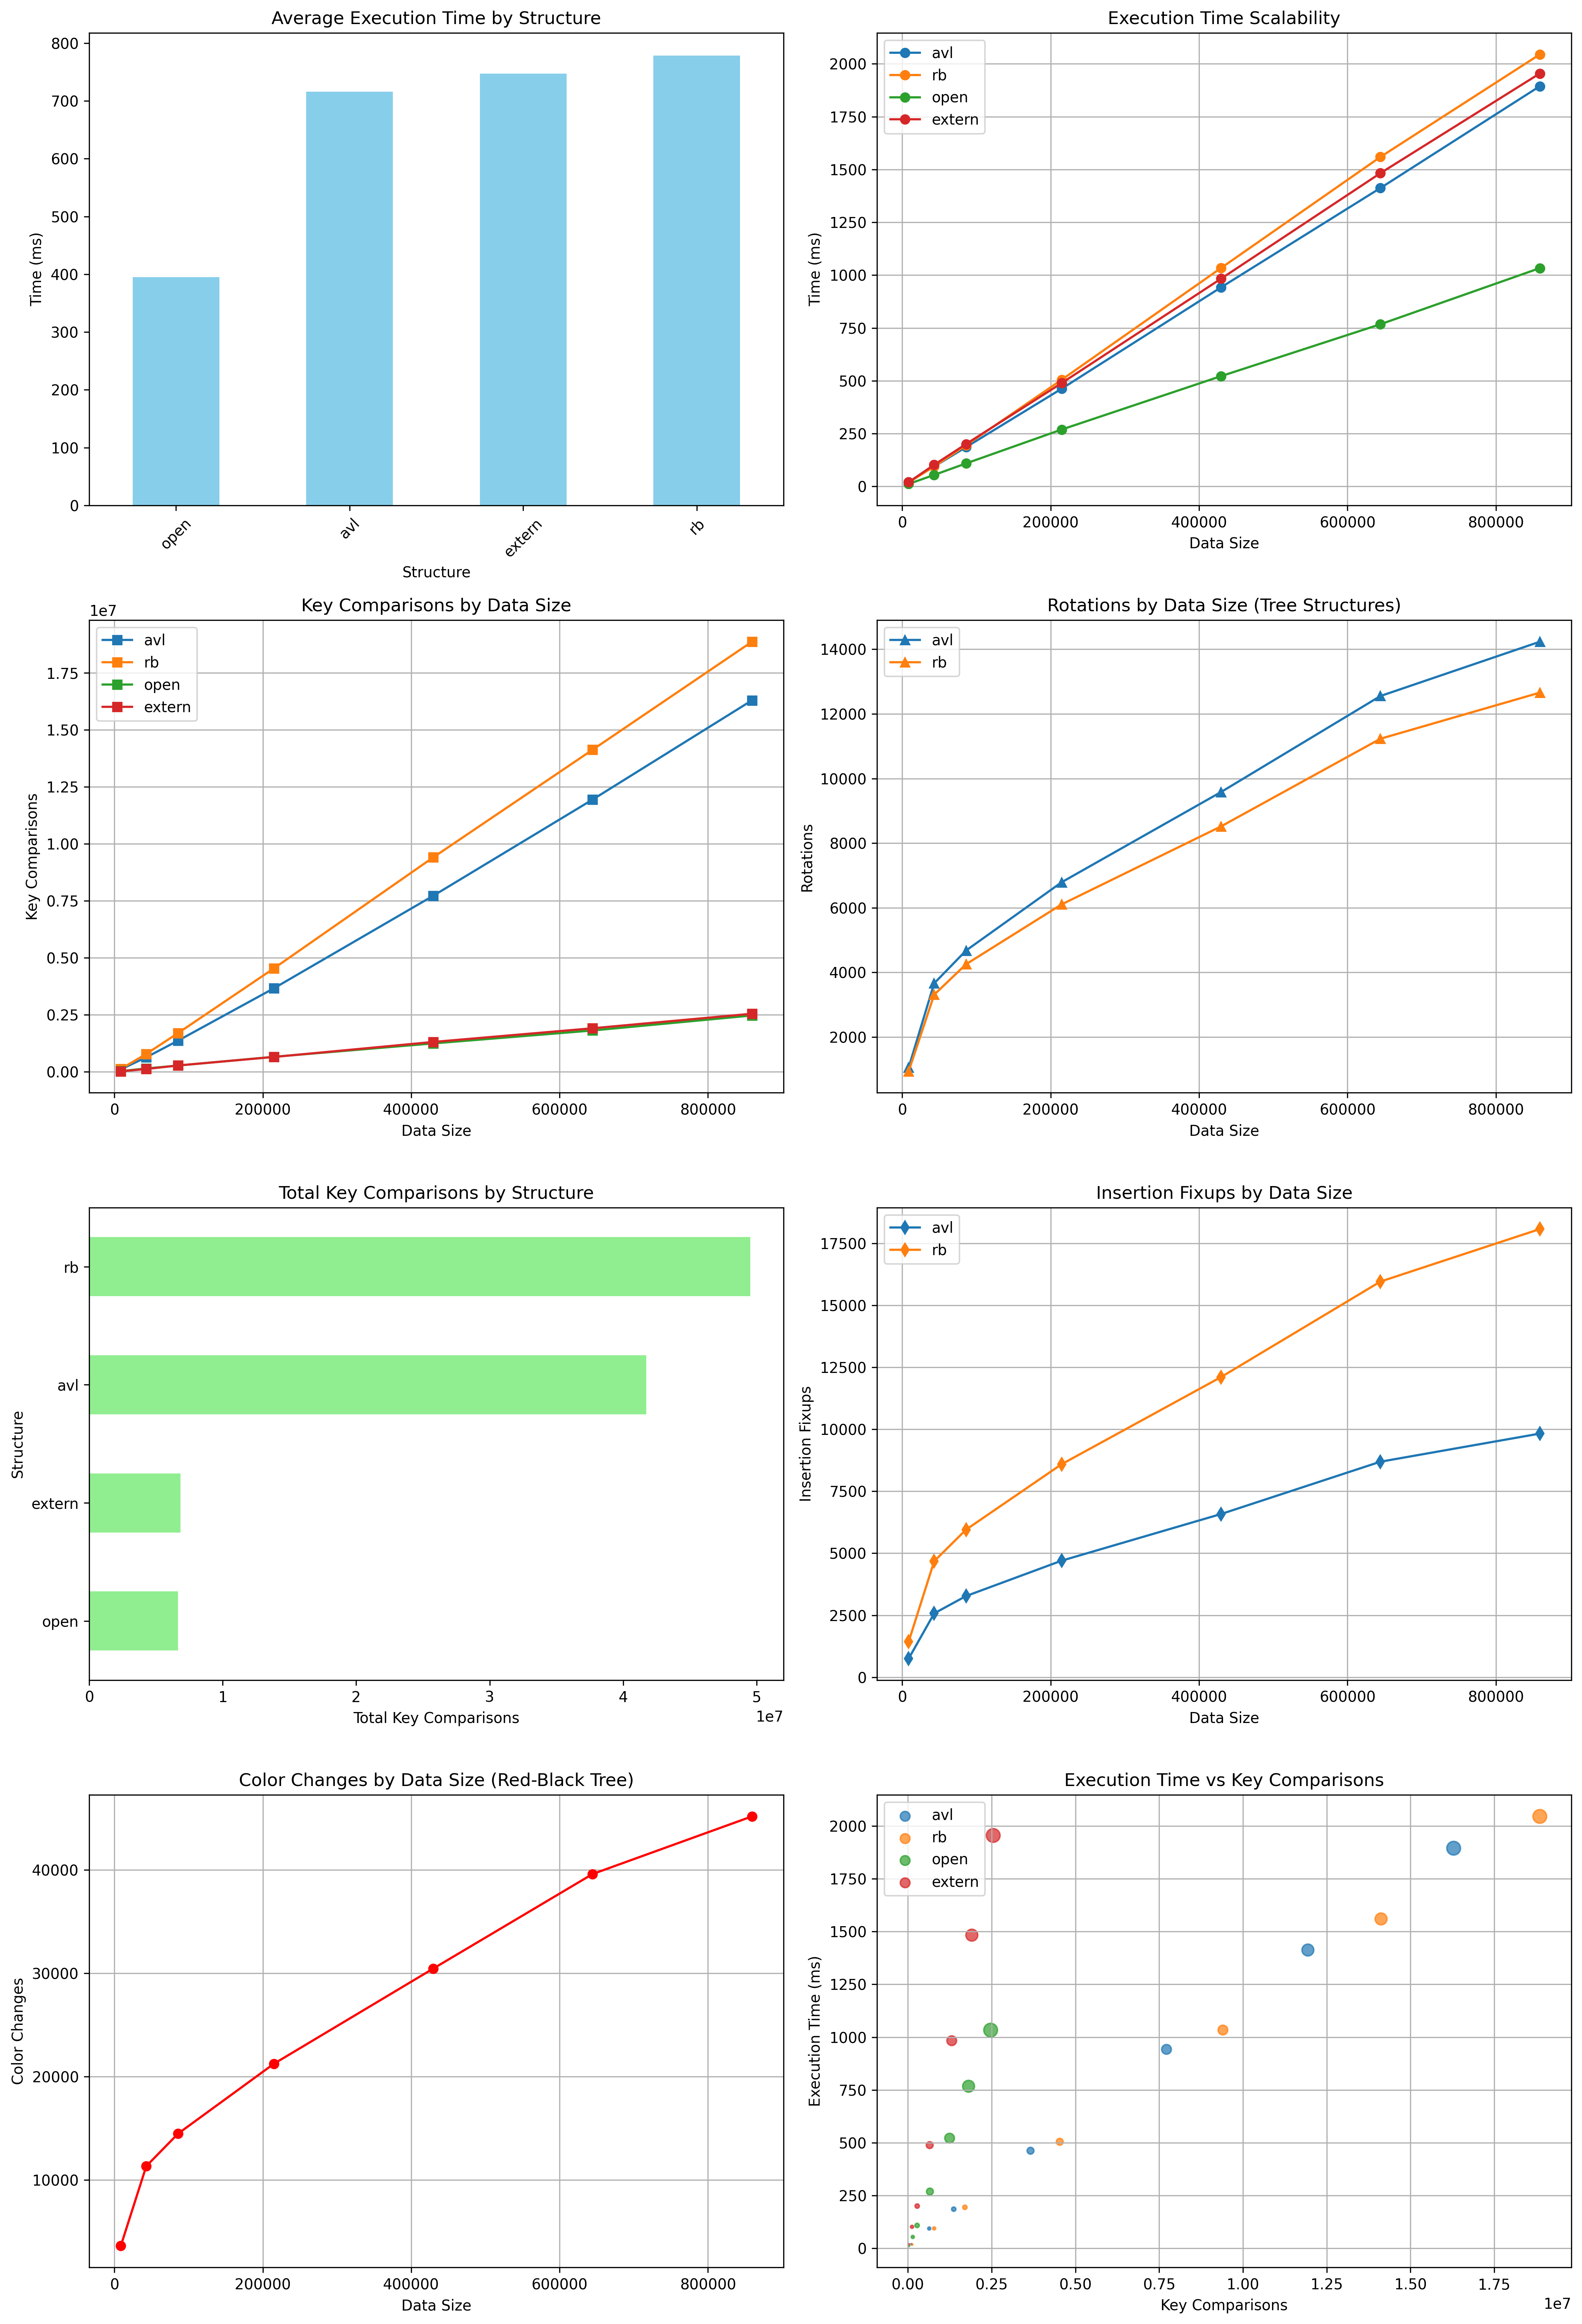 Average Execution Time by Structure
800
700
600
500
400
300
200
100
0
Time (ms)
open
avl
extern
rb
Structure
Execution Time Scalability
avl
rb
open
extern
2000
1750
1500
1250
1000
750
500
250
0
Time (ms)
0 200000 400000 600000 800000
Data Size
Key Comparisons by Data Size
1e7
avl
rb
open
extern
1.75
1.50
1.25
1.00
0.75
0.50
0.25
0.00
Key Comparisons
0 200000 400000 600000 800000
Data Size
Rotations by Data Size (Tree Structures)
avl
rb
14000
12000
10000
8000
6000
4000
2000
Rotations
0 200000 400000 600000 800000
Data Size
Total Key Comparisons by Structure
rb
avl
extern
open
Structure
0 1 2 3 4 5
1e7
Total Key Comparisons
Insertion Fixups by Data Size
avl
rb
17500
15000
12500
10000
7500
5000
2500
0
Insertion Fixups
0 200000 400000 600000 800000
Data Size
Color Changes by Data Size (Red-Black Tree)
40000
30000
20000
10000
Color Changes
0 200000 400000 600000 800000
Data Size
Execution Time vs Key Comparisons
avl
rb
open
extern
2000
1750
1500
1250
1000
750
500
250
0
Execution Time (ms)
0.00 0.25 0.50 0.75 1.00 1.25 1.50 1.75
1e7
Key Comparisons